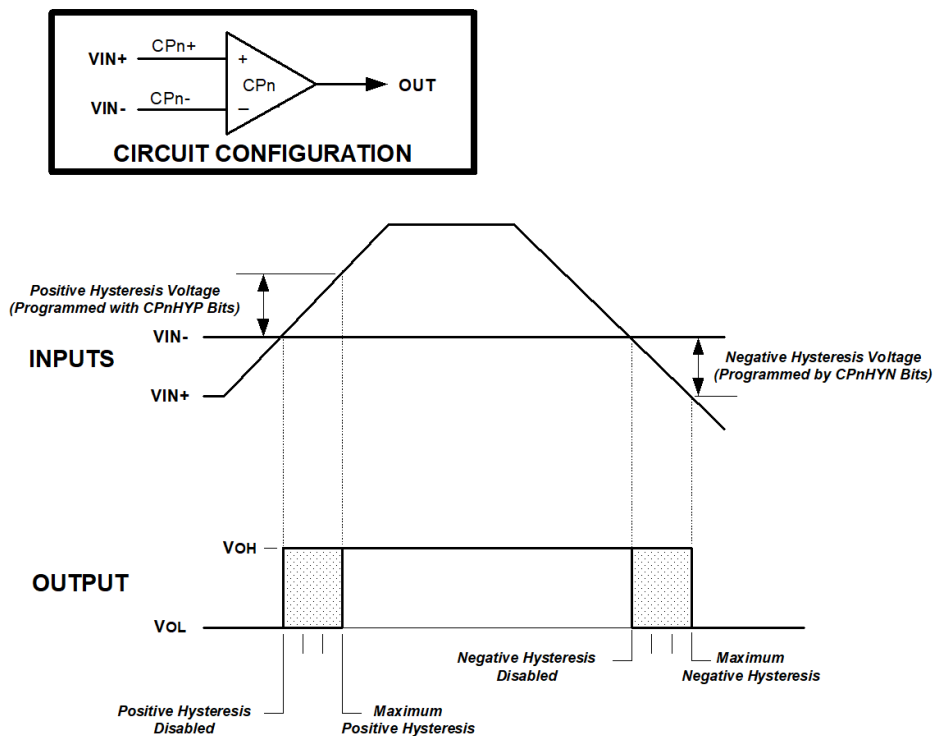 VIN+
CPn+
+
CPn
OUT
VIN-
CPn-
−
CIRCUIT CONFIGURATION
Positive Hysteresis Voltage
(Programmed with CPnHYP Bits)
VIN-
INPUTS
Negative Hysteresis Voltage
(Programmed by CPnHYN Bits)
VIN+
VOH
OUTPUT
VOL
Negative Hysteresis
Disabled
Maximum
Negative Hysteresis
Positive Hysteresis
Disabled
Maximum
Positive Hysteresis